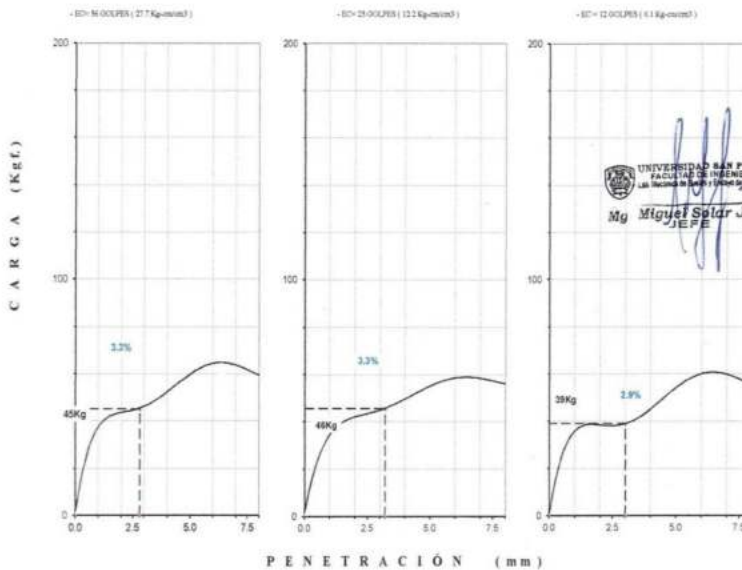 - EC= 56 GOLPES ( 27.7 Kg-cm/cm3 )
- EC= 25 GOLPES ( 12.2 Kg-cm/cm3 )
- EC = 12 GOLPES ( 6.1 Kg-cm/cm3 )
CARGA (Kgf.)
200
100
0
3.3%
45Kg
0.0
2.5
5.0
7.5
200
100
0
3.3%
46Kg
0.0
2.5
5.0
7.5
200
100
0
39Kg
2.9%
0.0
2.5
5.0
7.5
UNIVERSIDAD SAN P
FACULTAD DE INGENIE
Mg Miguel Solar J
JEFE
PENETRACIÓN (mm)